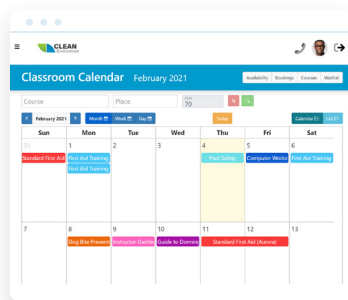 CLEAN
Classroom Calendar February 2021
Availability Bookings Courses Waitlist
Course Place 70
February 2021 Month Week Day Today Calendar List
Sun Mon Tue Wed Thu Fri Sat
31 1 2 3 4 5 6
Standard First Aid First Aid Training Pool Safety Computer Works First Aid Training
First Aid Training
7 8 9 10 11 12 13
Dog Bite Preventi Instructor Dashbo Guide to Donning Standard First Aid (Aurora)